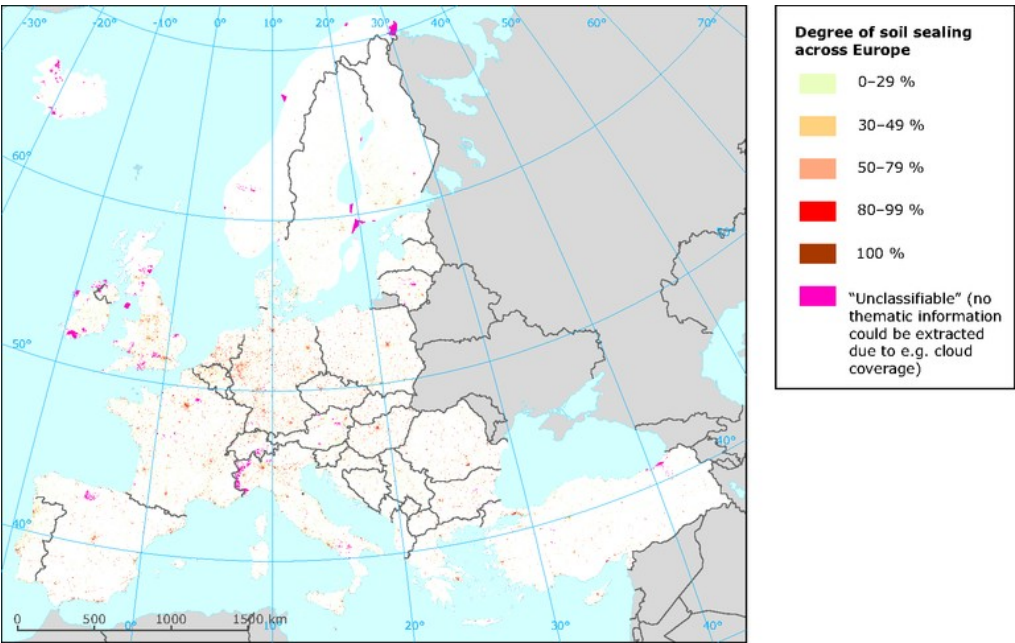 -30° -20° -10° 0° 10° 20° 30° 40° 50° 60° 70°
60°
50°
50°
40°
40°
0 500 1000 1500 km
0° 10° 20° 30° 40°
Degree of soil sealing
across Europe
0–29 %
30–49 %
50–79 %
80–99 %
100 %
“Unclassifiable” (no
thematic information
could be extracted
due to e.g. cloud
coverage)